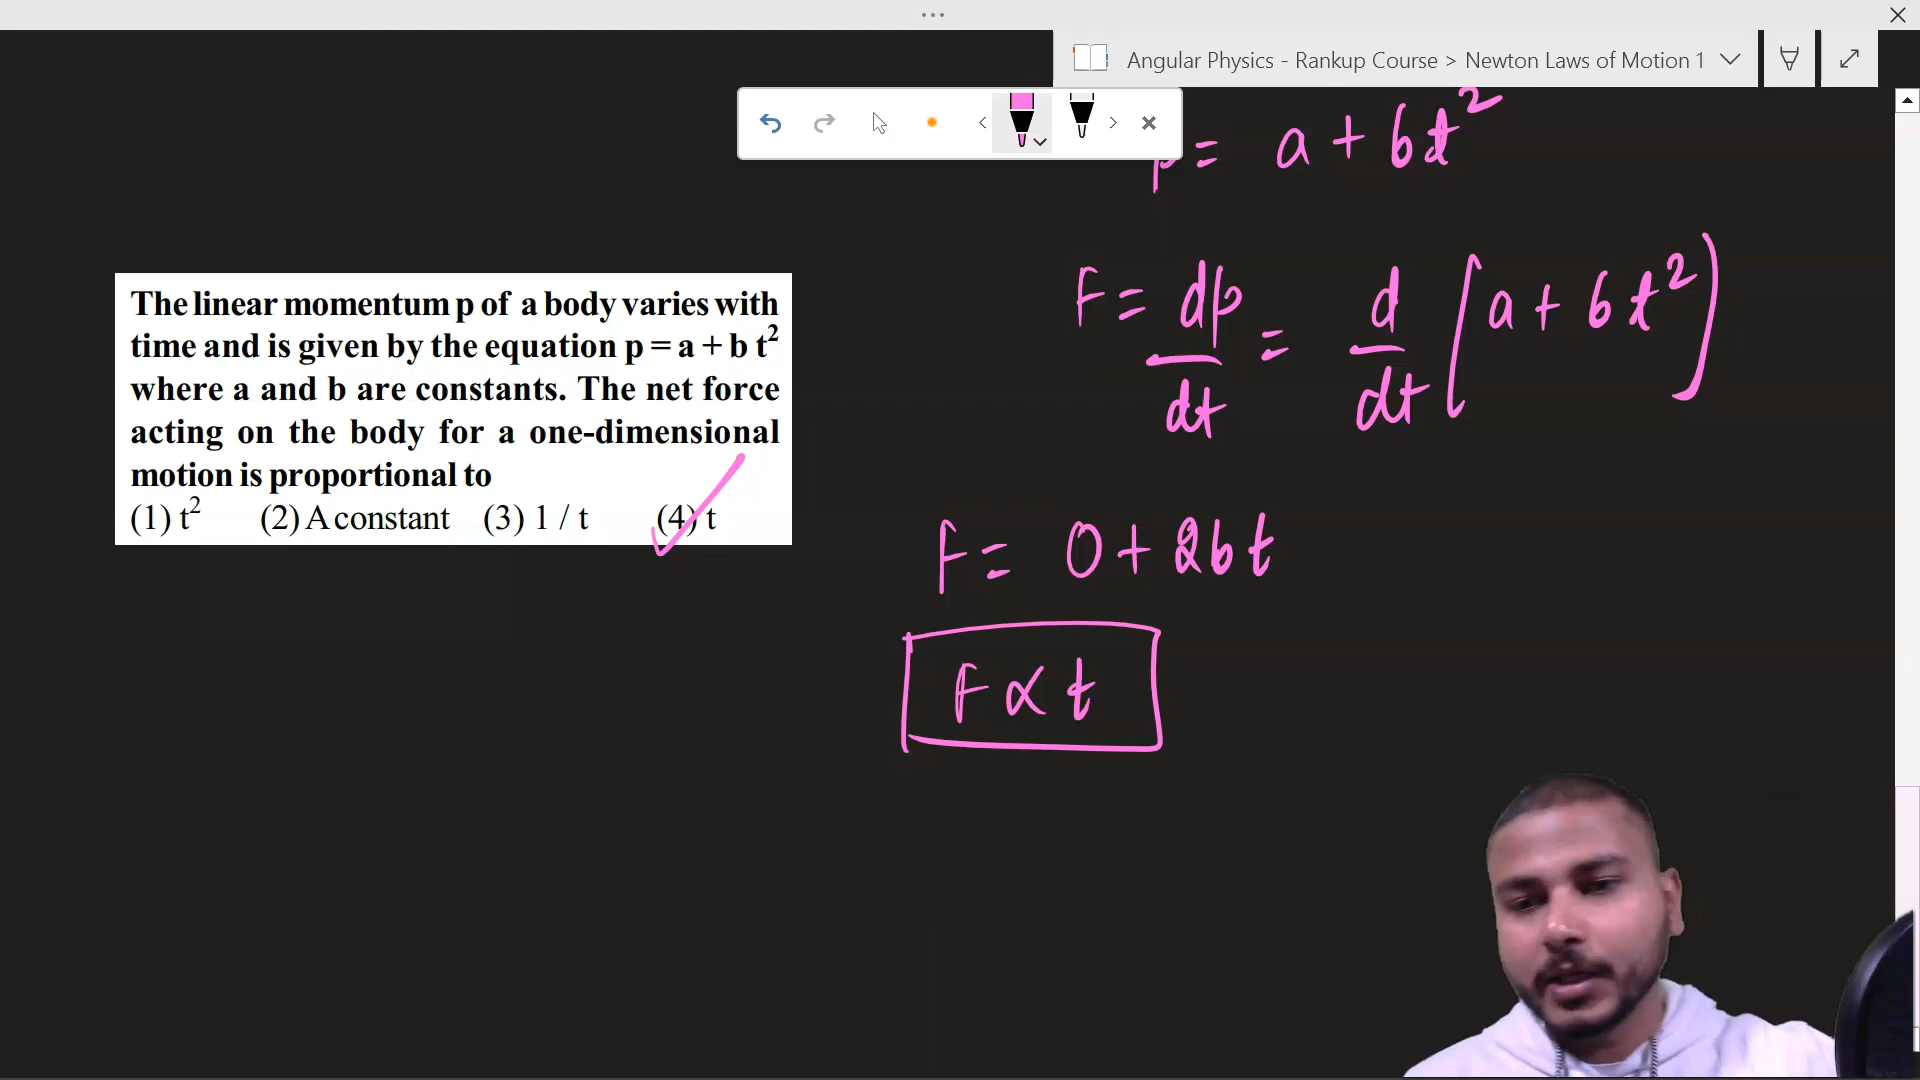 Angular Physics - Rankup Course > Newton Laws of Motion 1
p = a + bt²
The linear momentum p of a body varies with
time and is given by the equation p = a + b t²
where a and b are constants. The net force
acting on the body for a one-dimensional
motion is proportional to
(1) t² (2) A constant (3) 1 / t (4) t
F = dp/dt = d/dt (a + bt²)
F = 0 + 2bt
F ∝ t